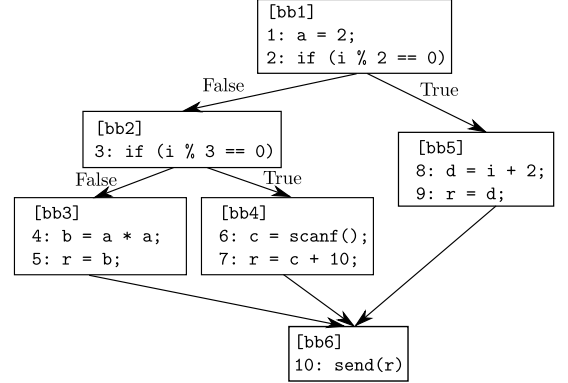 [bb1]
1: a = 2;
2: if (i % 2 == 0)
False
True
[bb2]
3: if (i % 3 == 0)
[bb5]
8: d = i + 2;
9: r = d;
False
True
[bb3]
4: b = a * a;
5: r = b;
[bb4]
6: c = scanf();
7: r = c + 10;
[bb6]
10: send(r)